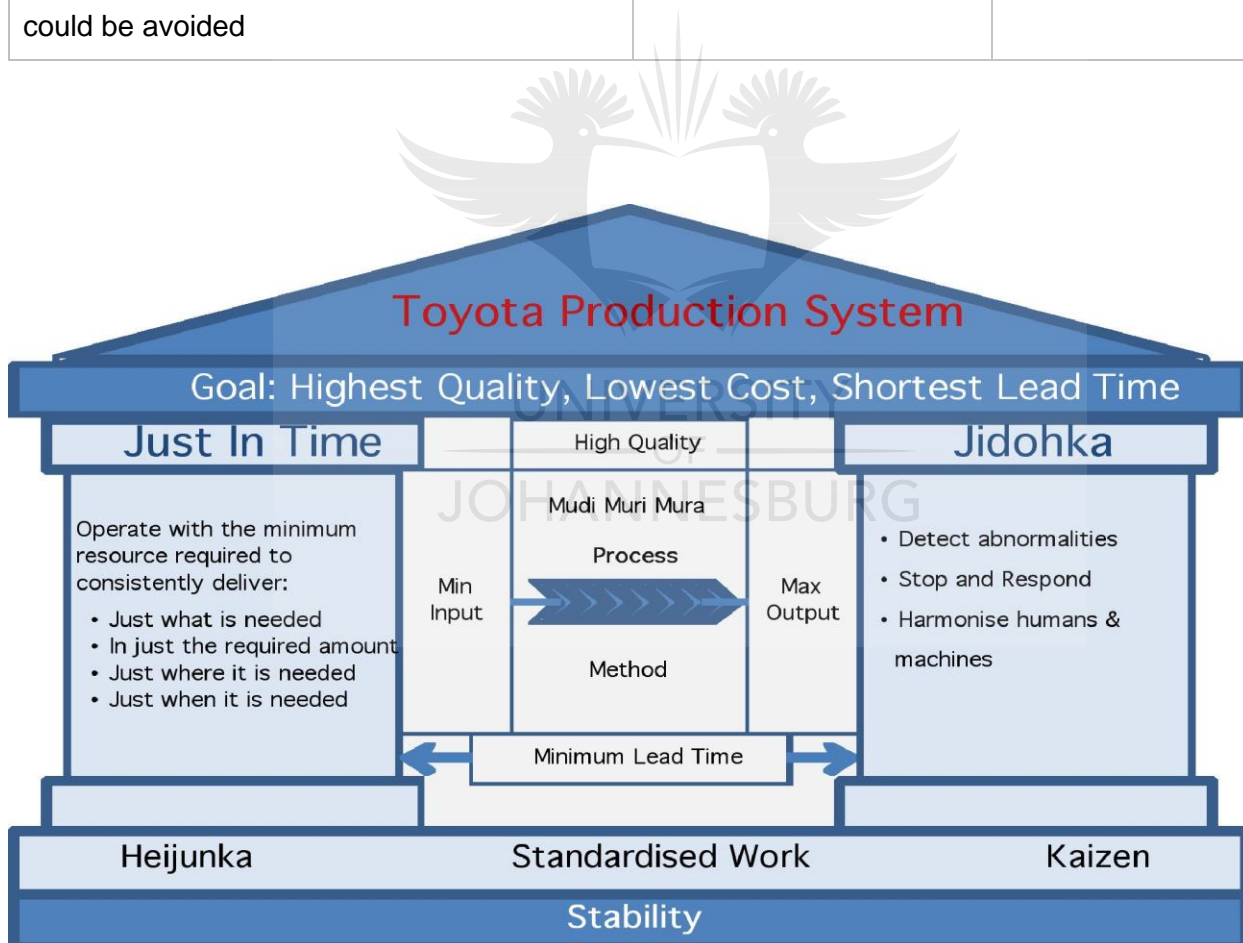 could be avoided
Toyota Production System
Goal: Highest Quality, Lowest Cost, Shortest Lead Time
Just In Time
Operate with the minimum
resource required to
consistently deliver:
• Just what is needed
• In just the required amount
• Just where it is needed
• Just when it is needed
High Quality
Mudi Muri Mura
Process
Min
Input
Max
Output
Method
Minimum Lead Time
Jidohka
• Detect abnormalities
• Stop and Respond
• Harmonise humans &
machines
Heijunka
Standardised Work
Kaizen
Stability
UNIVERSITY
OF
JOHANNESBURG